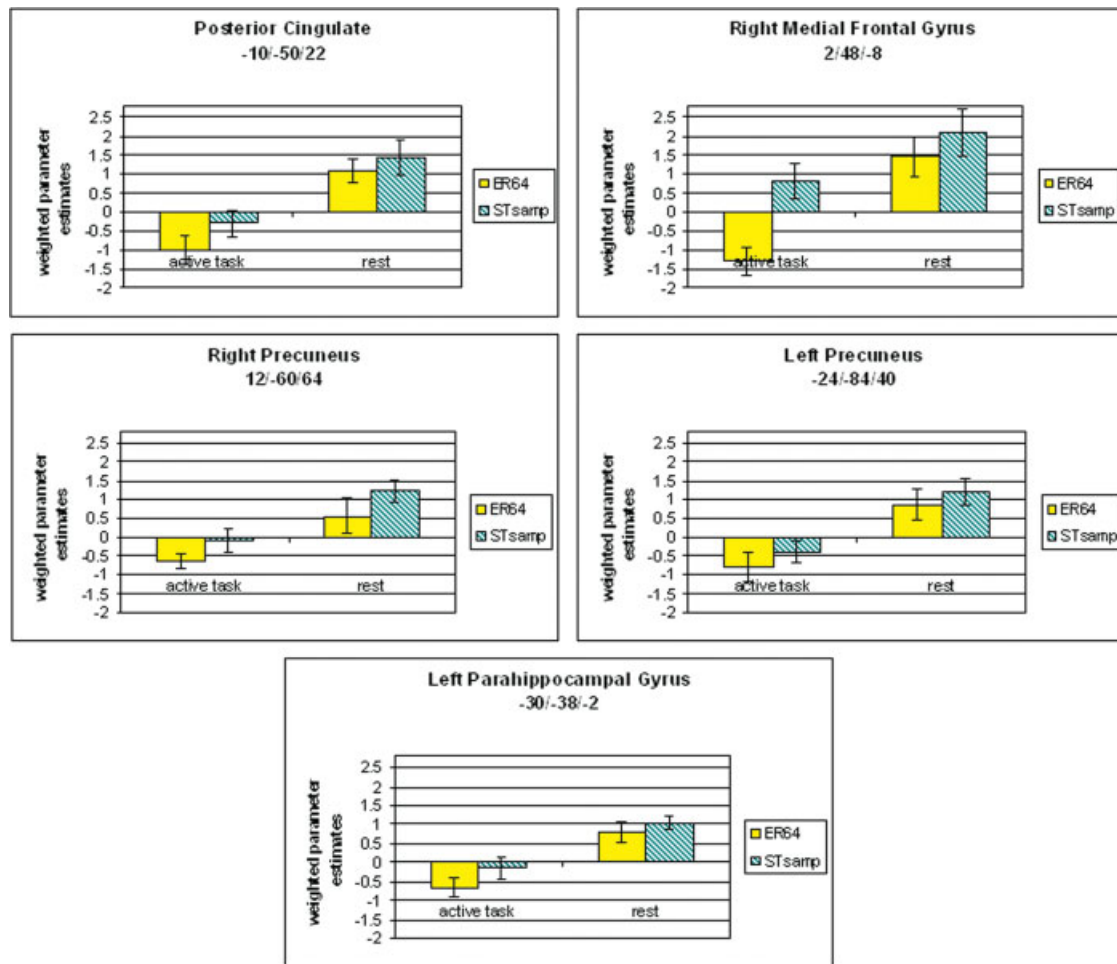 Posterior Cingulate
-10/-50/22
weighted parameter
estimates
2.5
2
1.5
1
0.5
0
-0.5
-1
-1.5
-2
active task
rest
ER64
STsamp
Right Medial Frontal Gyrus
2/48/-8
weighted parameter
estimates
2.5
2
1.5
1
0.5
0
-0.5
-1
-1.5
-2
active task
rest
ER64
STsamp
Right Precuneus
12/-60/64
weighted parameter
estimates
2.5
2
1.5
1
0.5
0
-0.5
-1
-1.5
-2
active task
rest
ER64
STsamp
Left Precuneus
-24/-84/40
weighted parameter
estimates
2.5
2
1.5
1
0.5
0
-0.5
-1
-1.5
-2
active task
rest
ER64
STsamp
Left Parahippocampal Gyrus
-30/-38/-2
weighted parameter
estimates
2.5
2
1.5
1
0.5
0
-0.5
-1
-1.5
-2
active task
rest
ER64
STsamp